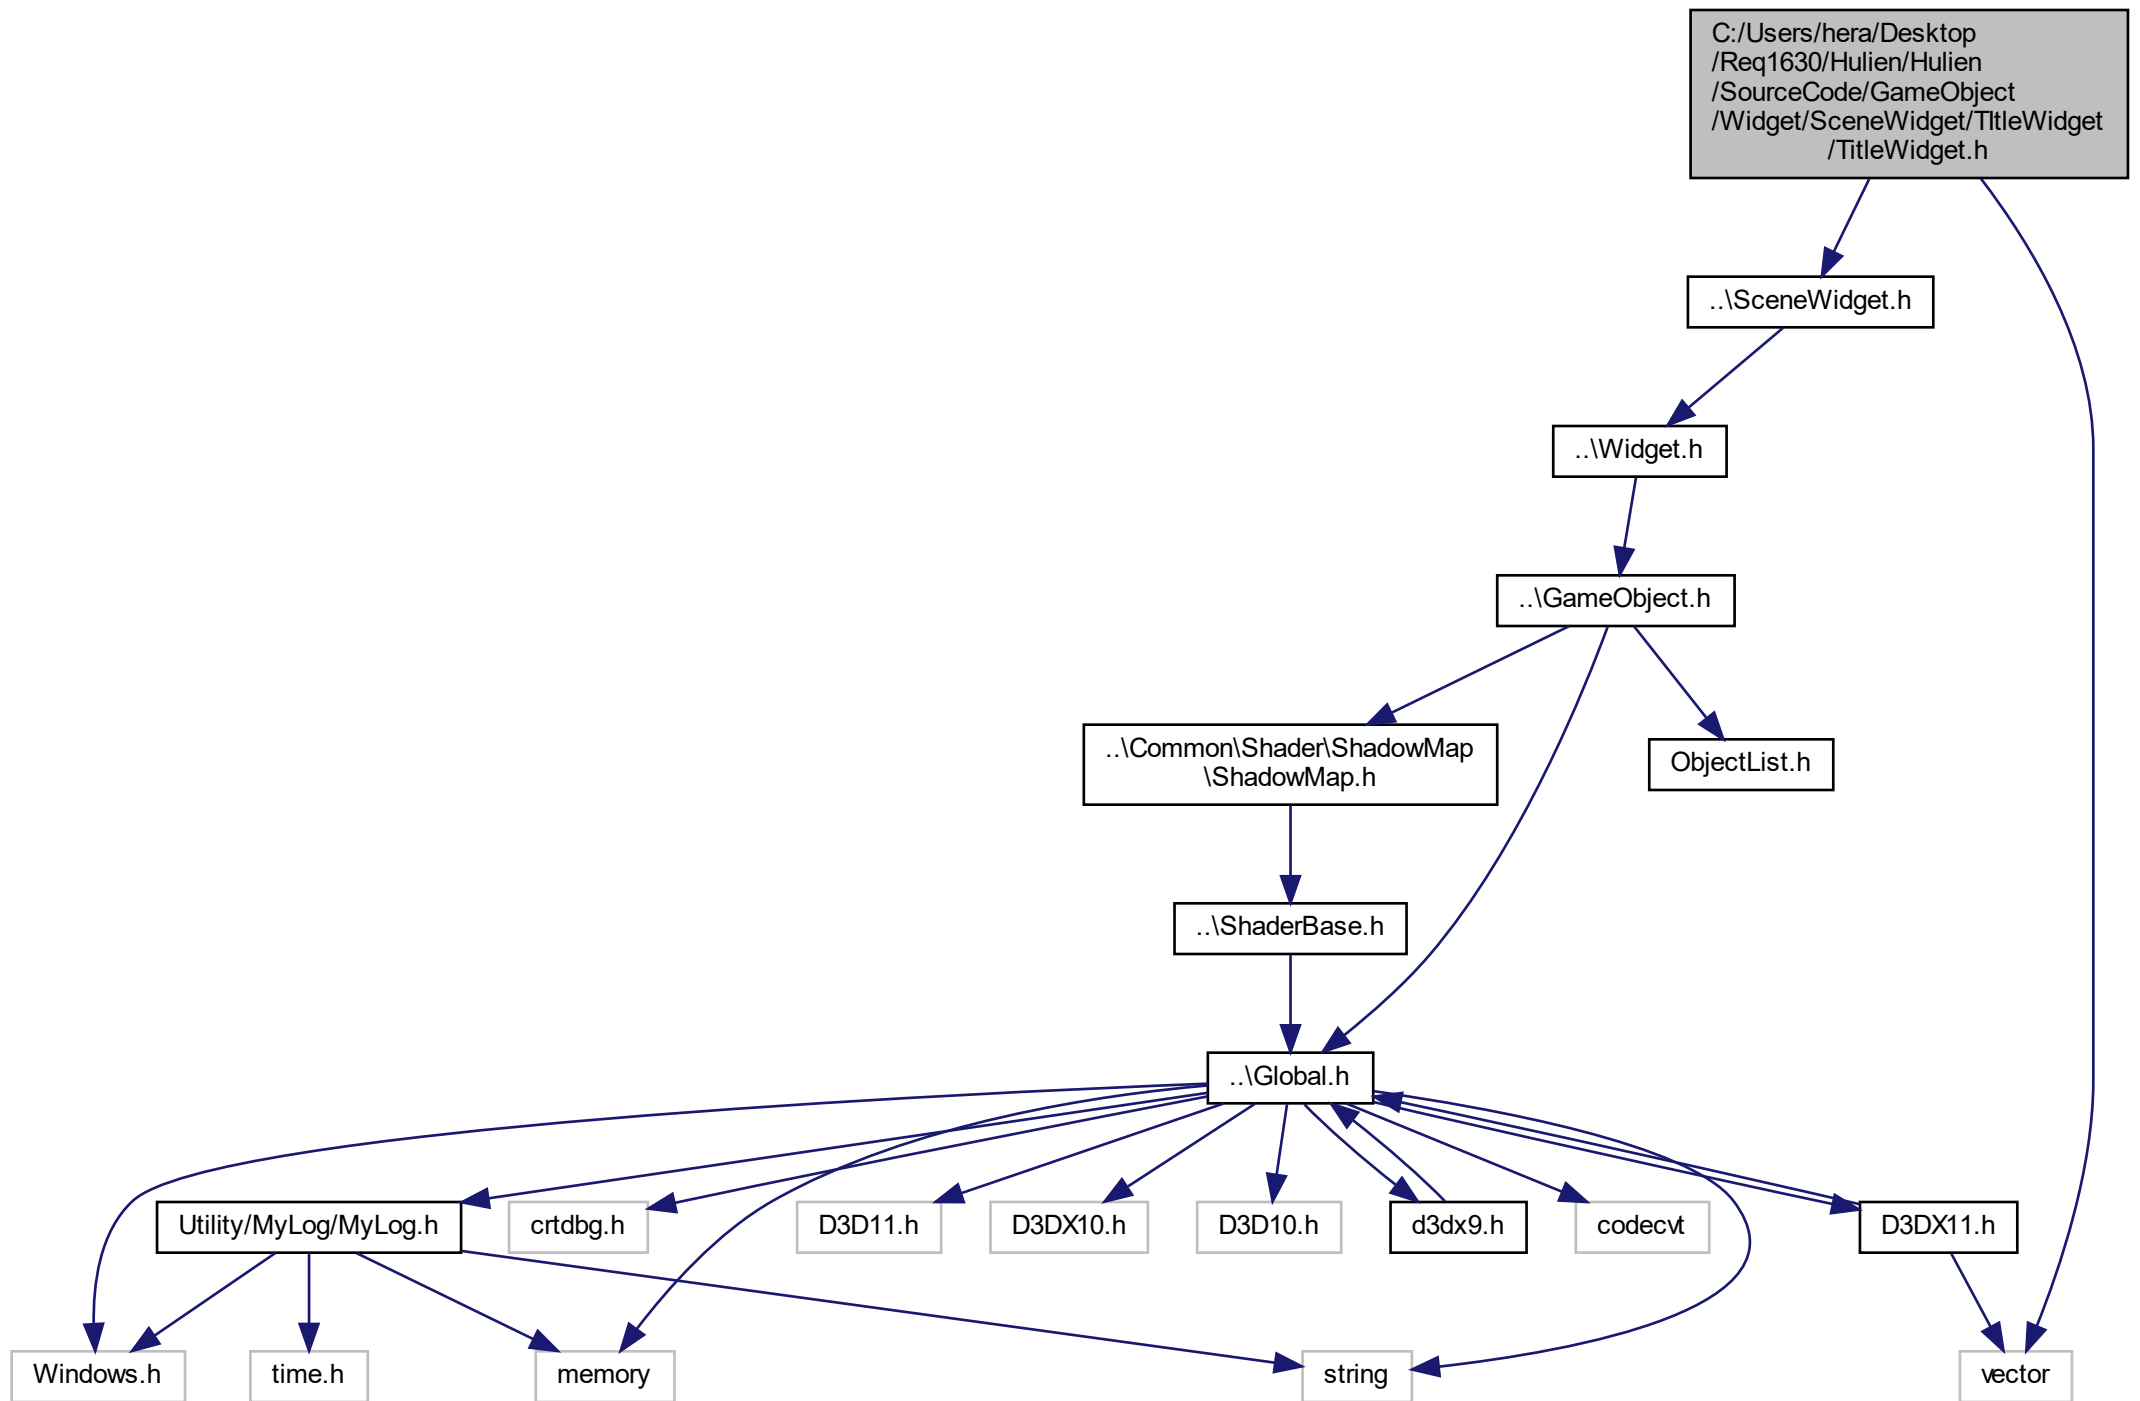 C:/Users/hera/Desktop
/Req1630/Hulien/Hulien
/SourceCode/GameObject
/Widget/SceneWidget/TItleWidget
/TitleWidget.h
..\SceneWidget.h
..\Widget.h
..\GameObject.h
..\Common\Shader\ShadowMap
\ShadowMap.h
ObjectList.h
..\ShaderBase.h
..\Global.h
Utility/MyLog/MyLog.h
crtdbg.h
D3D11.h
D3DX10.h
D3D10.h
d3dx9.h
codecvt
D3DX11.h
Windows.h
time.h
memory
string
vector